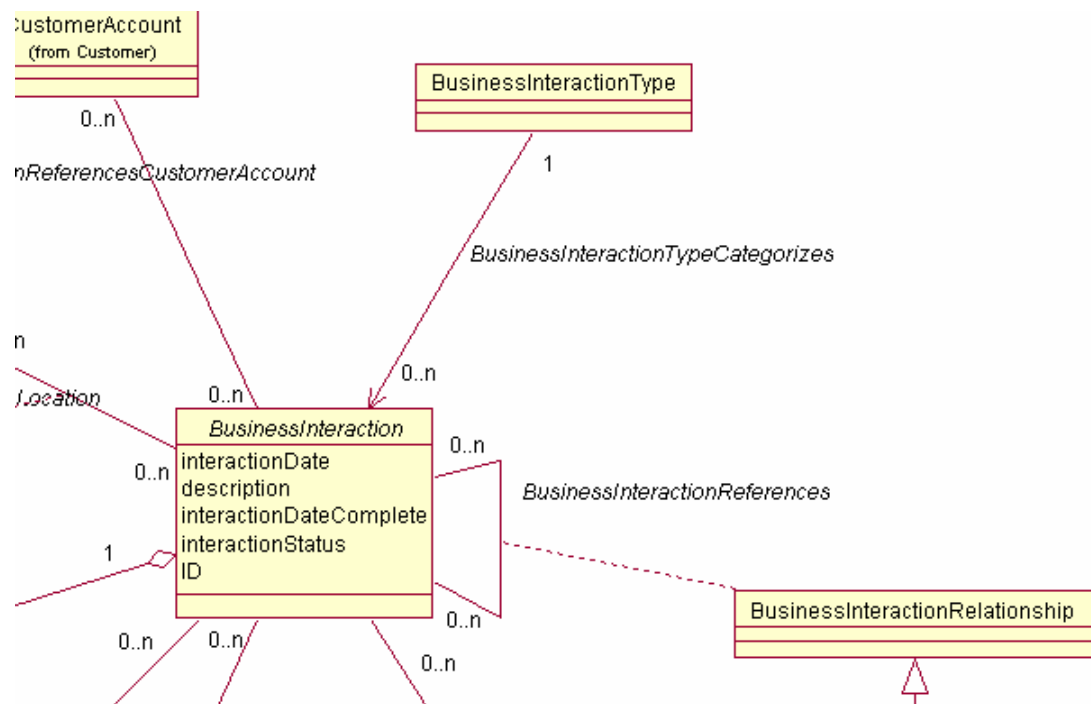 CustomerAccount
(from Customer)
BusinessInteractionType
0..n
1
nReferencesCustomerAccount
BusinessInteractionTypeCategorizes
n
0..n
Location
0..n
BusinessInteraction
0..n
interactionDate
0..n
description
BusinessInteractionReferences
interactionDateComplete
interactionStatus
1
ID
BusinessInteractionRelationship
0..n
0..n
0..n
0..n